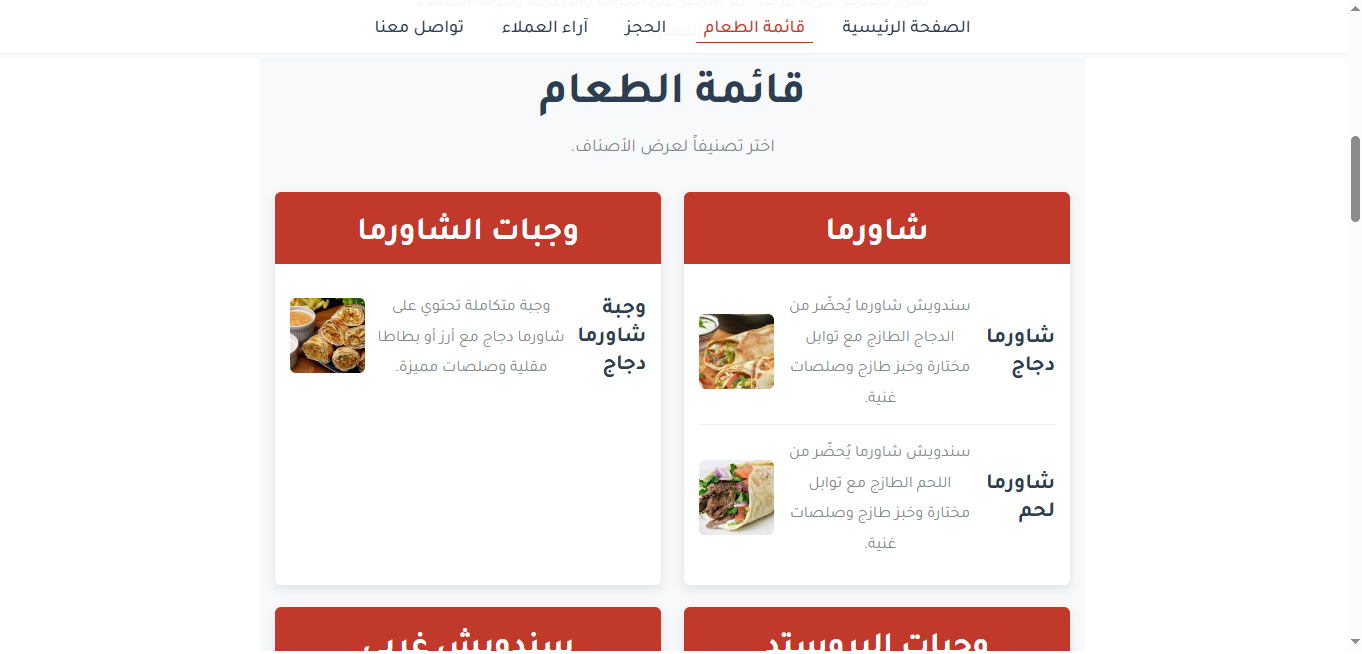 الصفحة الرئيسية
قائمة الطعام
الحجز
آراء العملاء
تواصل معنا
قائمة الطعام
اختر تصنيفاً لعرض الأصناف.
شاورما
شاورما
دجاج
سندويش شاورما يُحضّر من
الدجاج الطازج مع توابل
مختارة وخبز طازج وصلصات
غنية.
شاورما
لحم
سندويش شاورما يُحضّر من
اللحم الطازج مع توابل
مختارة وخبز طازج وصلصات
غنية.
وجبات الشاورما
وجبة
شاورما
دجاج
وجبة متكاملة تحتوي على
شاورما دجاج مع أرز أو بطاطا
مقلية وصلصات مميزة.
وجبات البروستد
سندويش غربي